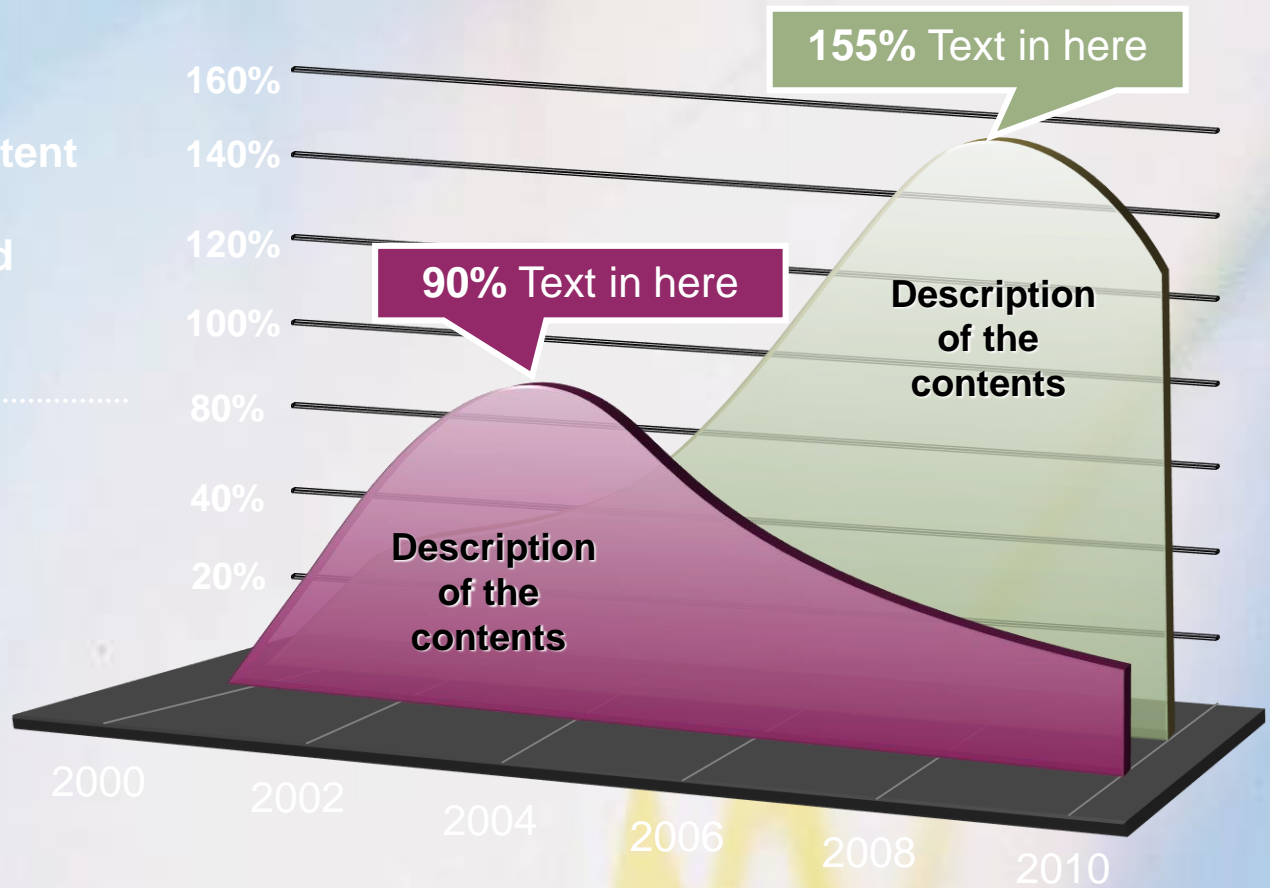 155% Text in here
160%
tent
140%
120%
d
90% Text in here
Description
of the
contents
100%
80%
40%
Description
of the
contents
20%
2000
2002
2004
2006
2008
2010